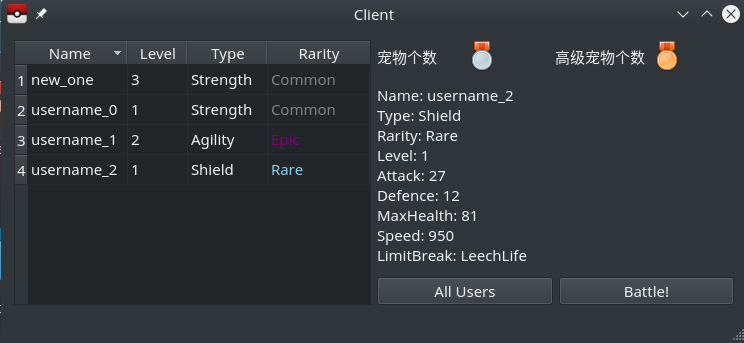 Client
Name Level Type Rarity
1 new_one 3 Strength Common
2 username_0 1 Strength Common
3 username_1 2 Agility Epic
4 username_2 1 Shield Rare
宠物个数 高级宠物个数
Name: username_2
Type: Shield
Rarity: Rare
Level: 1
Attack: 27
Defence: 12
MaxHealth: 81
Speed: 950
LimitBreak: LeechLife
All Users Battle!